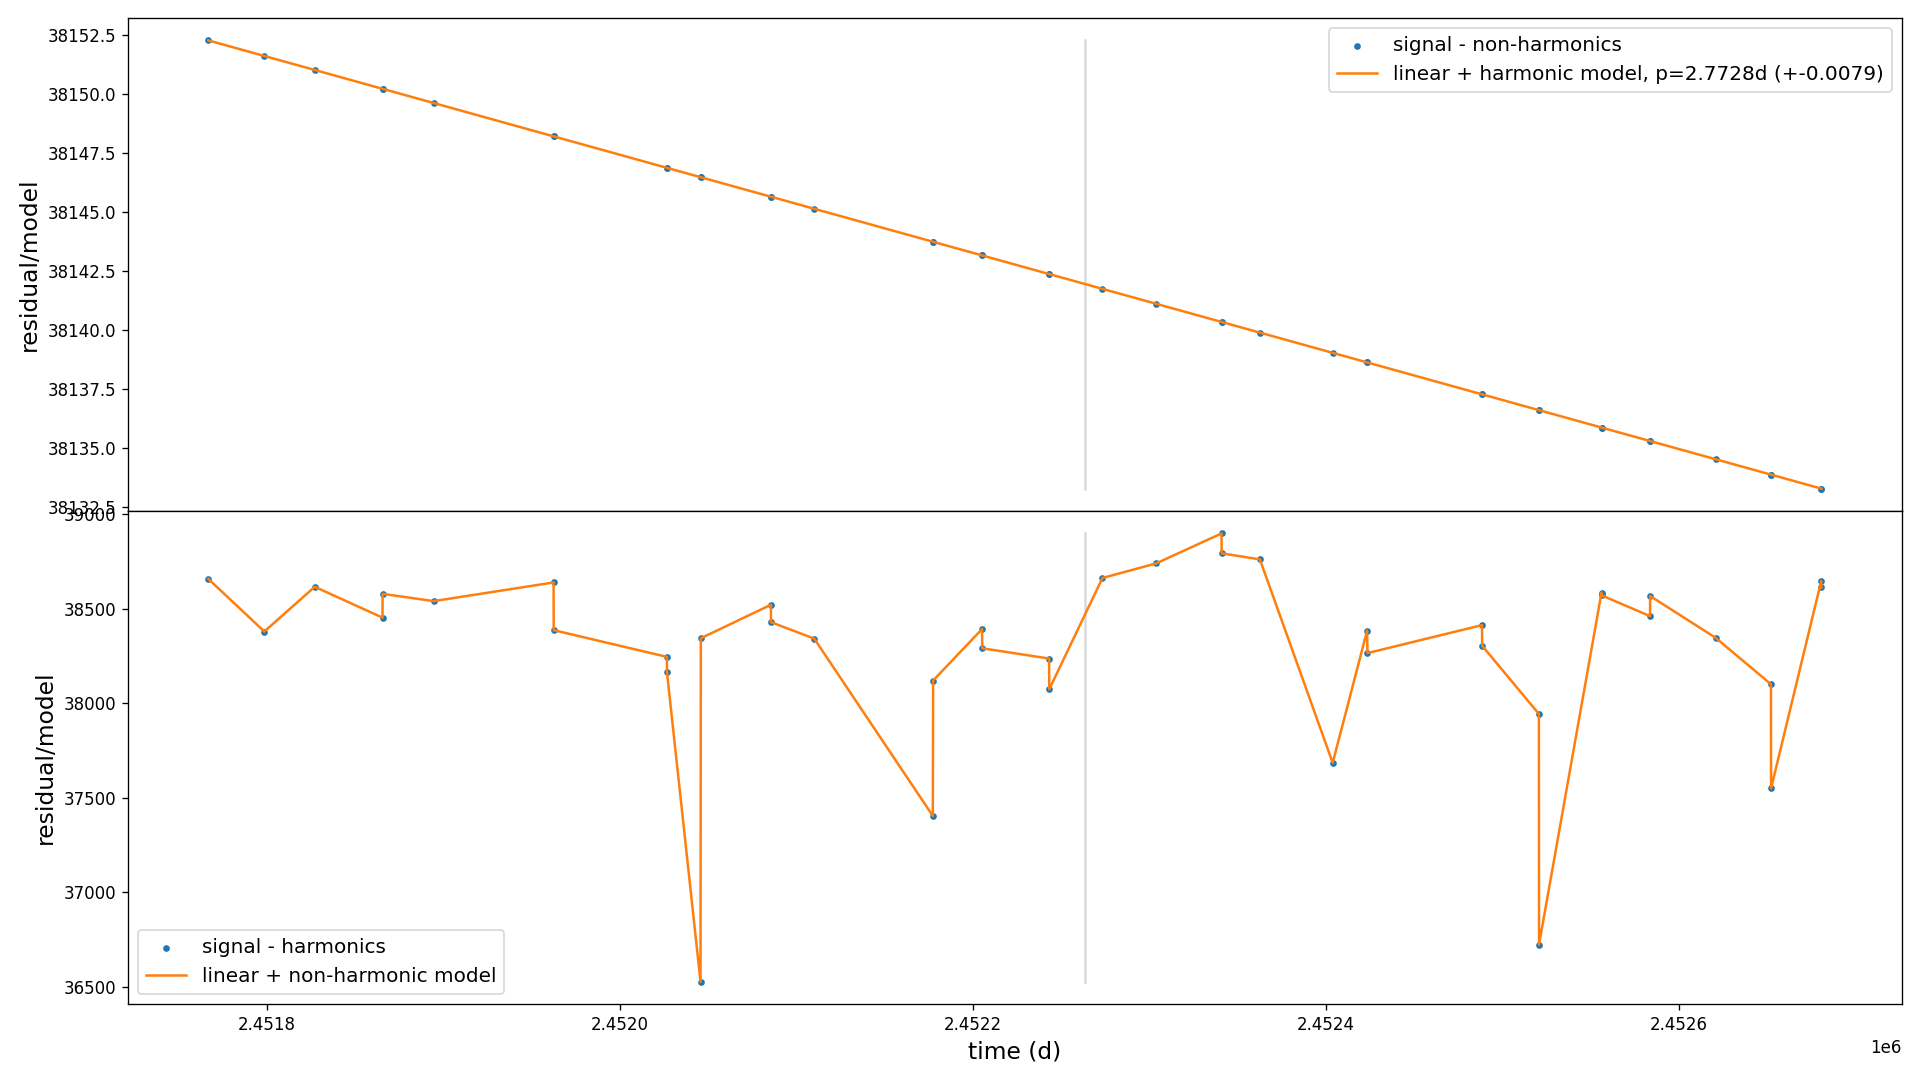 38152.5
38150.0
38147.5
38145.0
38142.5
38140.0
38137.5
38135.0
38132.5
residual/model
signal - non-harmonics
linear + harmonic model, p=2.7728d (+-0.0079)
39000
38500
38000
37500
37000
36500
residual/model
signal - harmonics
linear + non-harmonic model
2.4518 2.4520 2.4522 2.4524 2.4526
time (d)
1e6